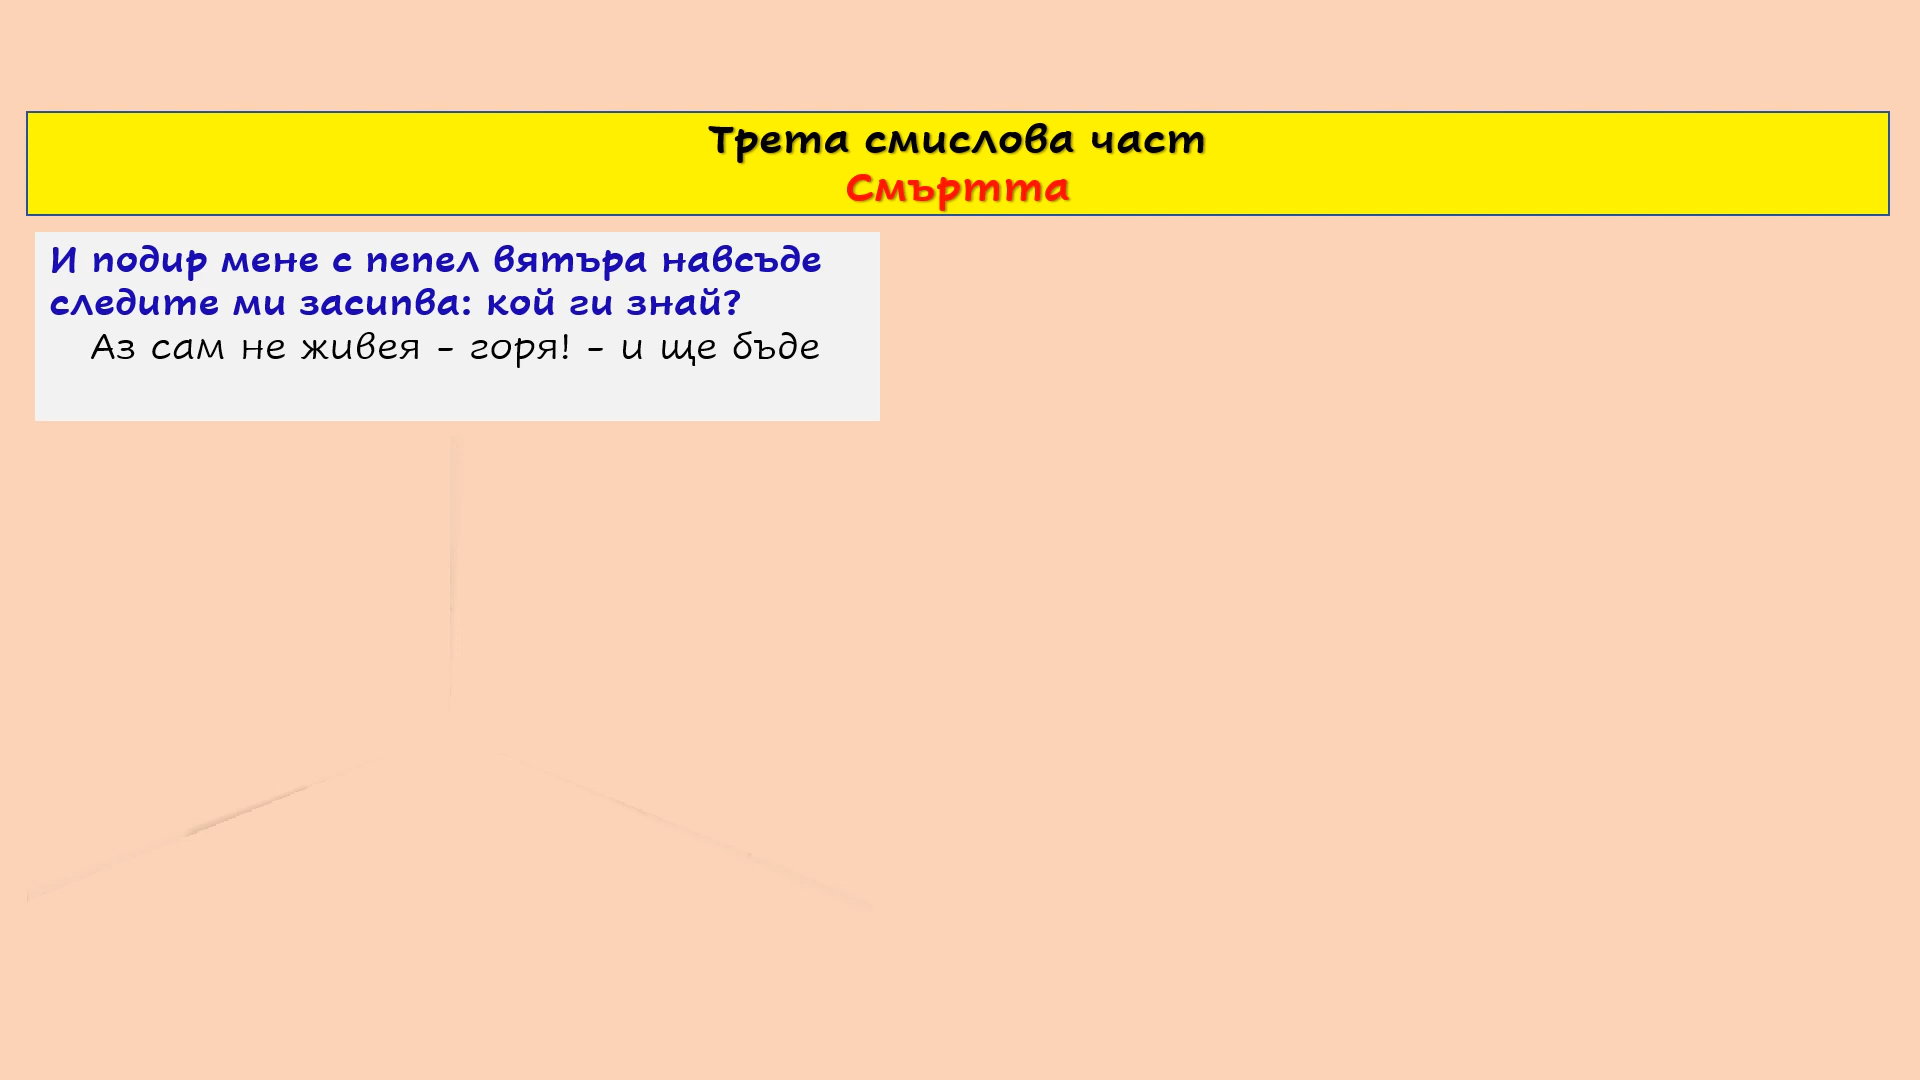 Трета смислова част
Смъртта
И подир мене с пепел вятъра навсъде
следите ми засипва: кой ги знай?
Аз сам не живея - горя! - и ще бъде